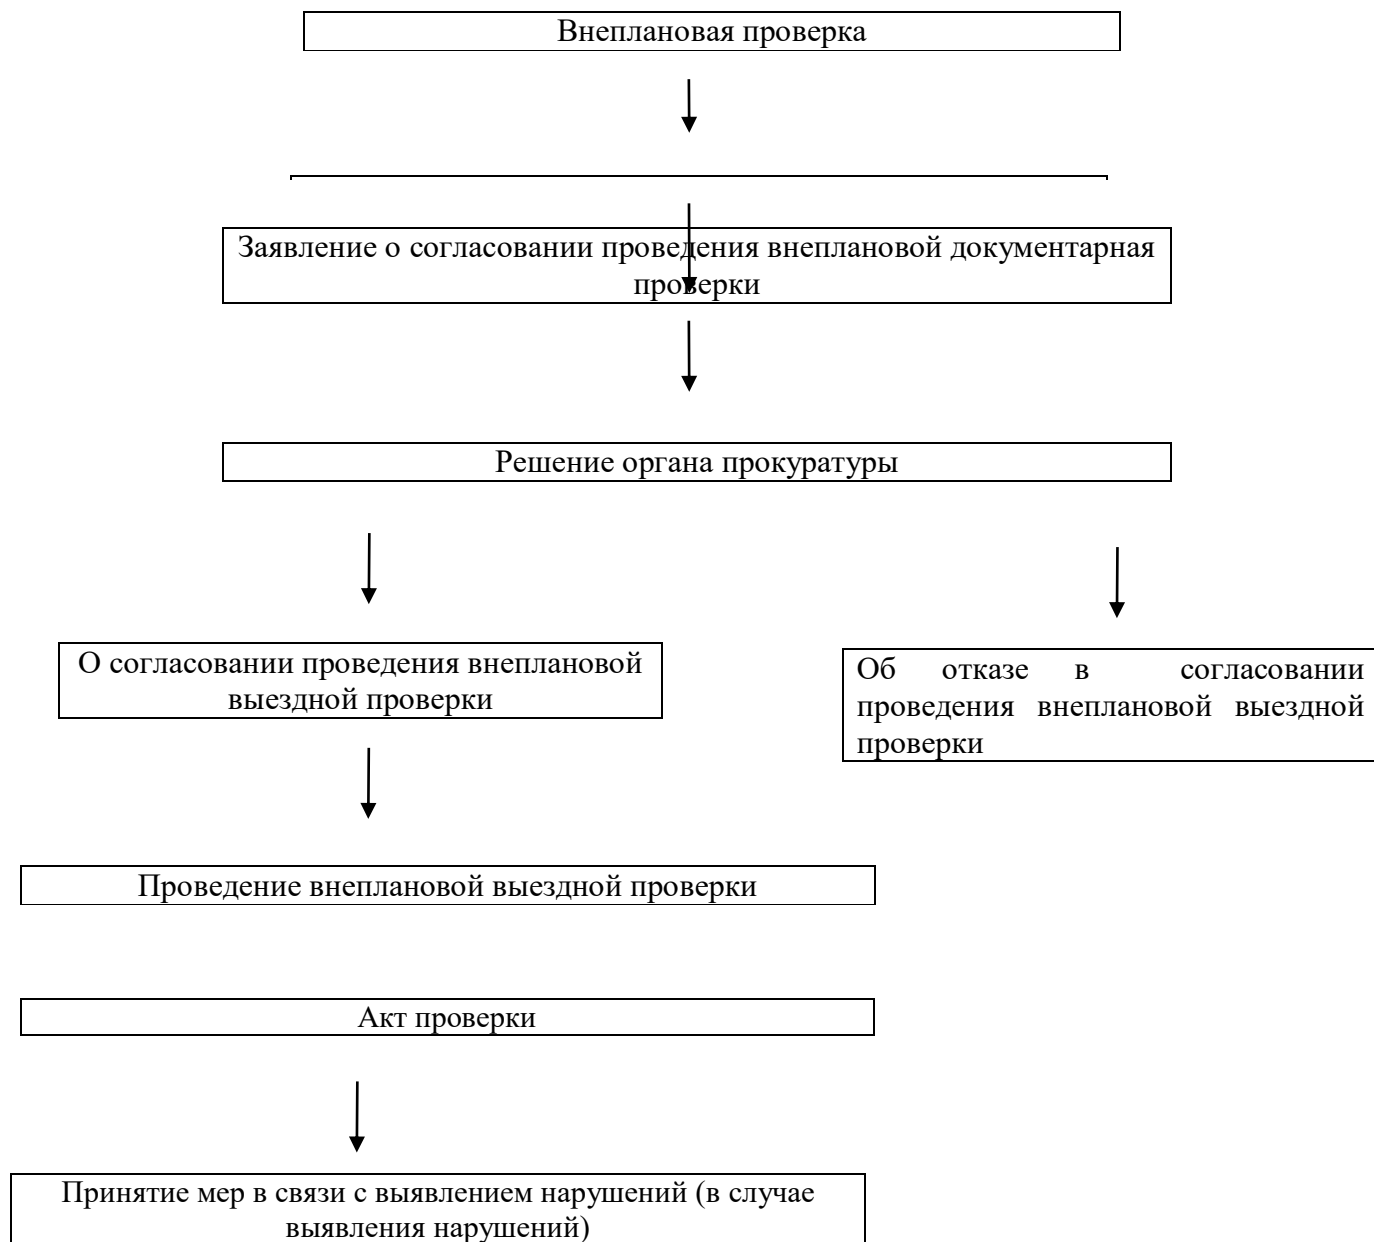 Внеплановая проверка
Заявление о согласовании проведения внеплановой документарная
проверки
Решение органа прокуратуры
О согласовании проведения внеплановой
выездной проверки
Об отказе в согласовании
проведения внеплановой выездной
проверки
Проведение внеплановой выездной проверки
Акт проверки
Принятие мер в связи с выявлением нарушений (в случае
выявления нарушений)